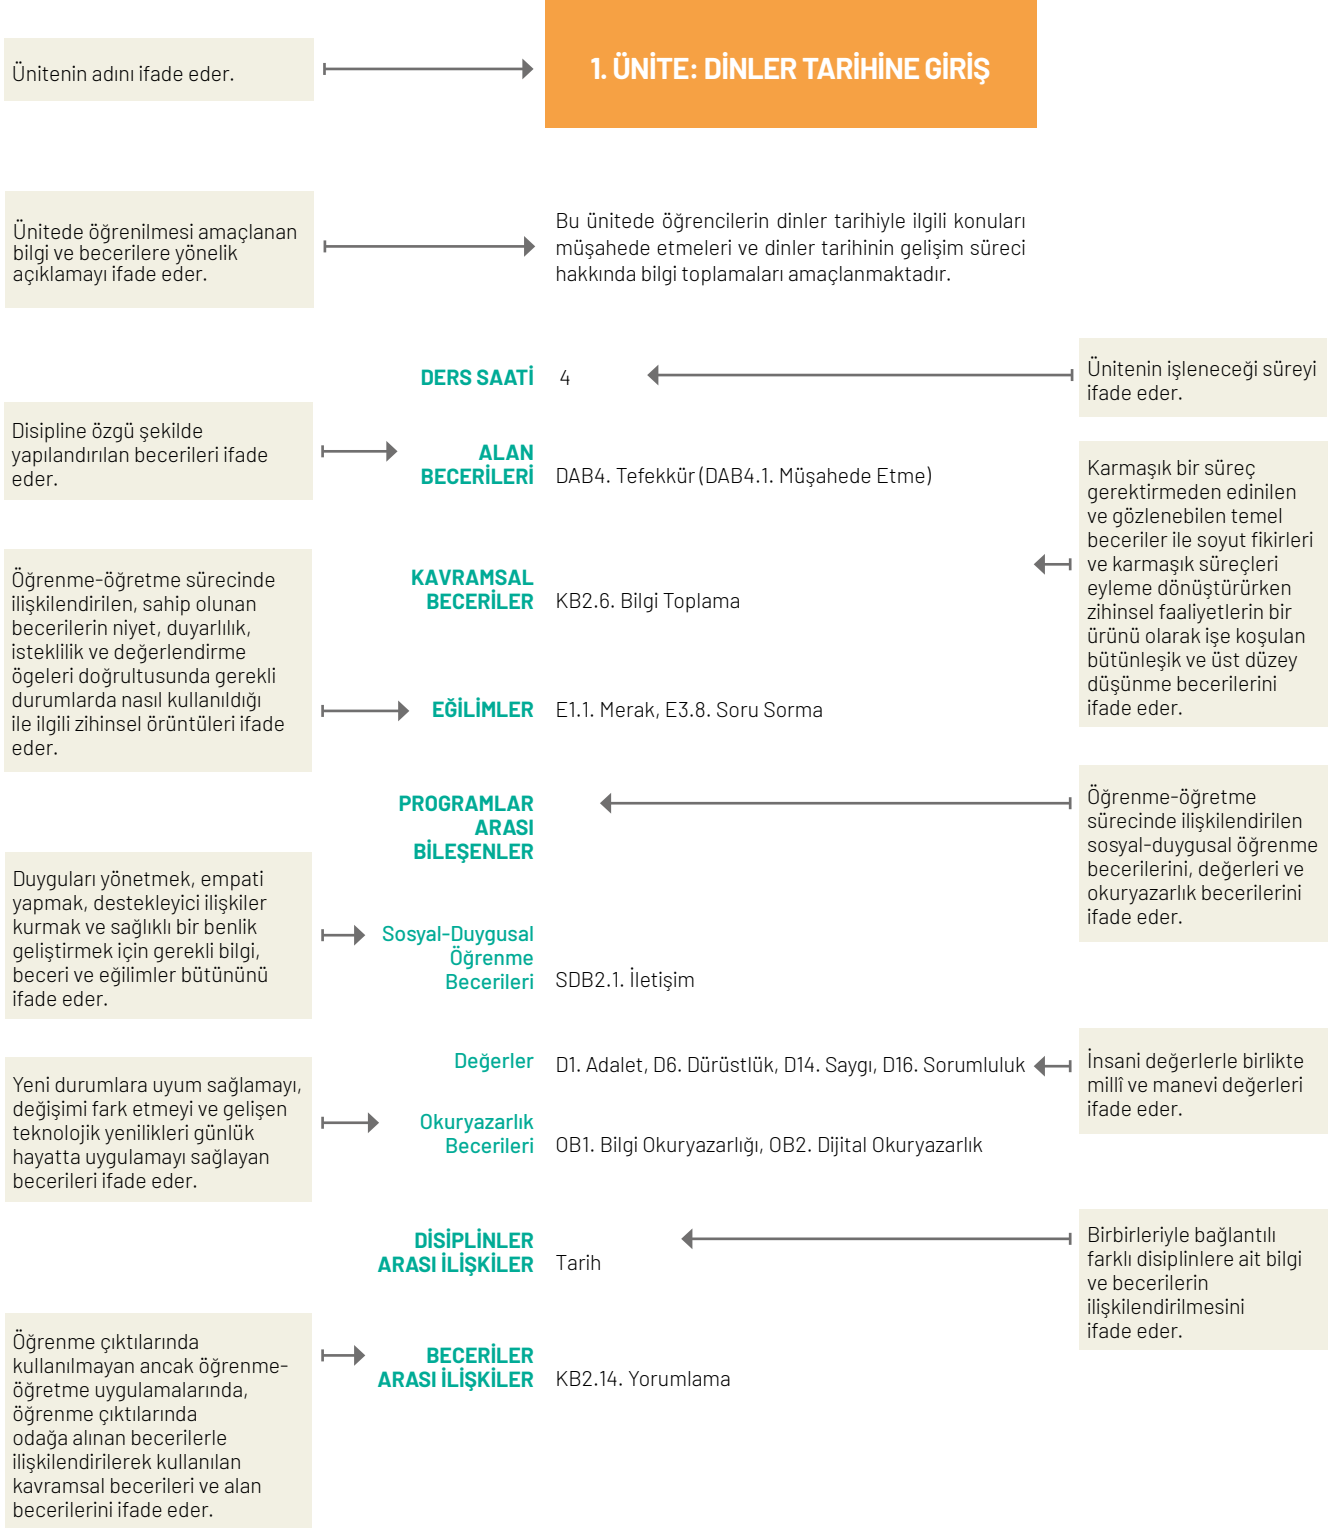 Ünitenin adını ifade eder.
1. ÜNİTE: DİNLER TARİHİNE GİRİŞ
Ünitede öğrenilmesi amaçlanan
bilgi ve becerilere yönelik
açıklamayı ifade eder.
Bu ünitede öğrencilerin dinler tarihiyle ilgili konuları
müşahede etmeleri ve dinler tarihinin gelişim süreci
hakkında bilgi toplamaları amaçlanmaktadır.
DERS SAATİ 4
Ünitenin işleneceği süreyi
ifade eder.
Disipline özgü şekilde
yapılandırılan becerileri ifade
eder.
ALAN
BECERİLERİ DAB4. Tefekkür (DAB4.1. Müşahede Etme)
Karmaşık bir süreç
gerektirmeden edinilen
ve gözlenebilen temel
beceriler ile soyut fikirleri
ve karmaşık süreçleri
eyleme dönüştürürken
zihinsel faaliyetlerin bir
ürünü olarak işe koşulan
bütünleşik ve üst düzey
düşünme becerilerini
ifade eder.
KAVRAMSAL
BECERİLER KB2.6. Bilgi Toplama
Öğrenme-öğretme sürecinde
ilişkilendirilen, sahip olunan
becerilerin niyet, duyarlılık,
isteklilik ve değerlendirme
ögeleri doğrultusunda gerekli
durumlarda nasıl kullanıldığı
ile ilgili zihinsel örüntüleri ifade
eder.
EĞİLİMLER E1.1. Merak, E3.8. Soru Sorma
PROGRAMLAR
ARASI
BİLEŞENLER
Öğrenme-öğretme
sürecinde ilişkilendirilen
sosyal-duygusal öğrenme
becerilerini, değerleri ve
okuryazarlık becerilerini
ifade eder.
Duyguları yönetmek, empati
yapmak, destekleyici ilişkiler
kurmak ve sağlıklı bir benlik
geliştirmek için gerekli bilgi,
beceri ve eğilimler bütününü
ifade eder.
Sosyal-Duygusal
Öğrenme
Becerileri SDB2.1. İletişim
Değerler D1. Adalet, D6. Dürüstlük, D14. Saygı, D16. Sorumluluk
İnsani değerlerle birlikte
millî ve manevi değerleri
ifade eder.
Yeni durumlara uyum sağlamayı,
değişimi fark etmeyi ve gelişen
teknolojik yenilikleri günlük
hayatta uygulamayı sağlayan
becerileri ifade eder.
Okuryazarlık
Becerileri OB1. Bilgi Okuryazarlığı, OB2. Dijital Okuryazarlık
DİSİPLİNLER
ARASI İLİŞKİLER Tarih
Birbirleriyle bağlantılı
farklı disiplinlere ait bilgi
ve becerilerin
ilişkilendirilmesini
ifade eder.
Öğrenme çıktılarında
kullanılmayan ancak öğrenme-
öğretme uygulamalarında,
öğrenme çıktılarında
odağa alınan becerilerle
ilişkilendirilerek kullanılan
kavramsal becerileri ve alan
becerilerini ifade eder.
BECERİLER
ARASI İLİŞKİLER KB2.14. Yorumlama